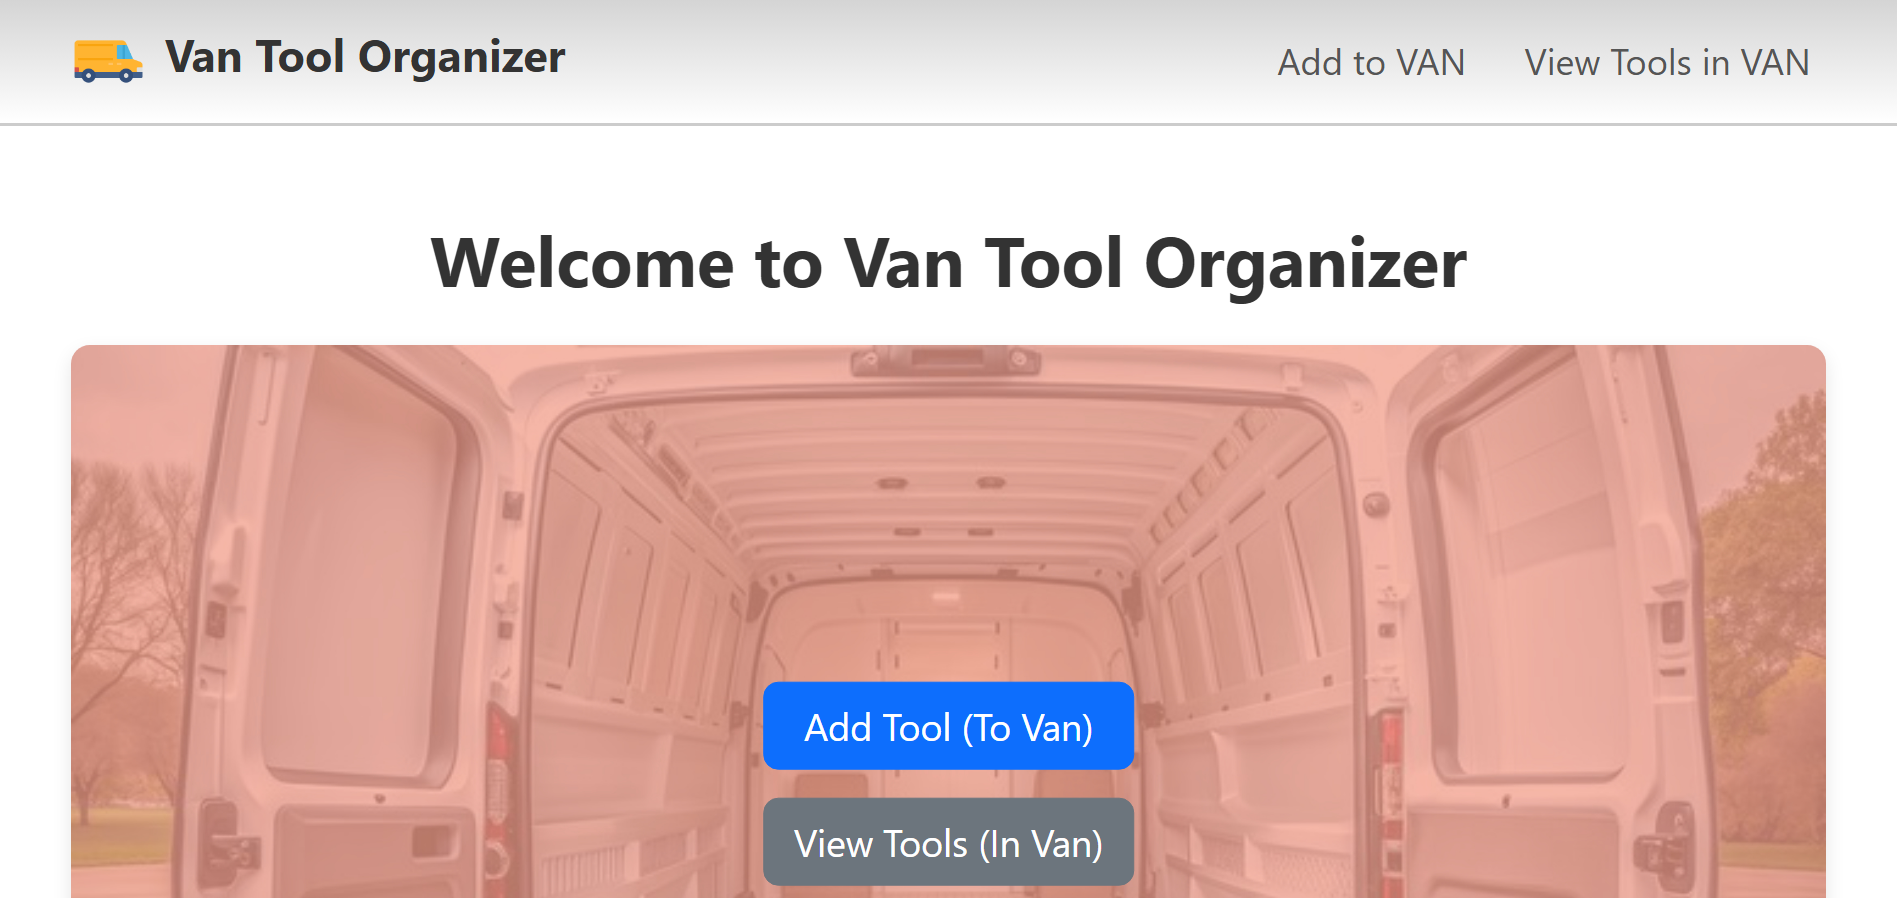 Van Tool Organizer
Add to VAN
View Tools in VAN
Welcome to Van Tool Organizer
Add Tool (To Van)
View Tools (In Van)